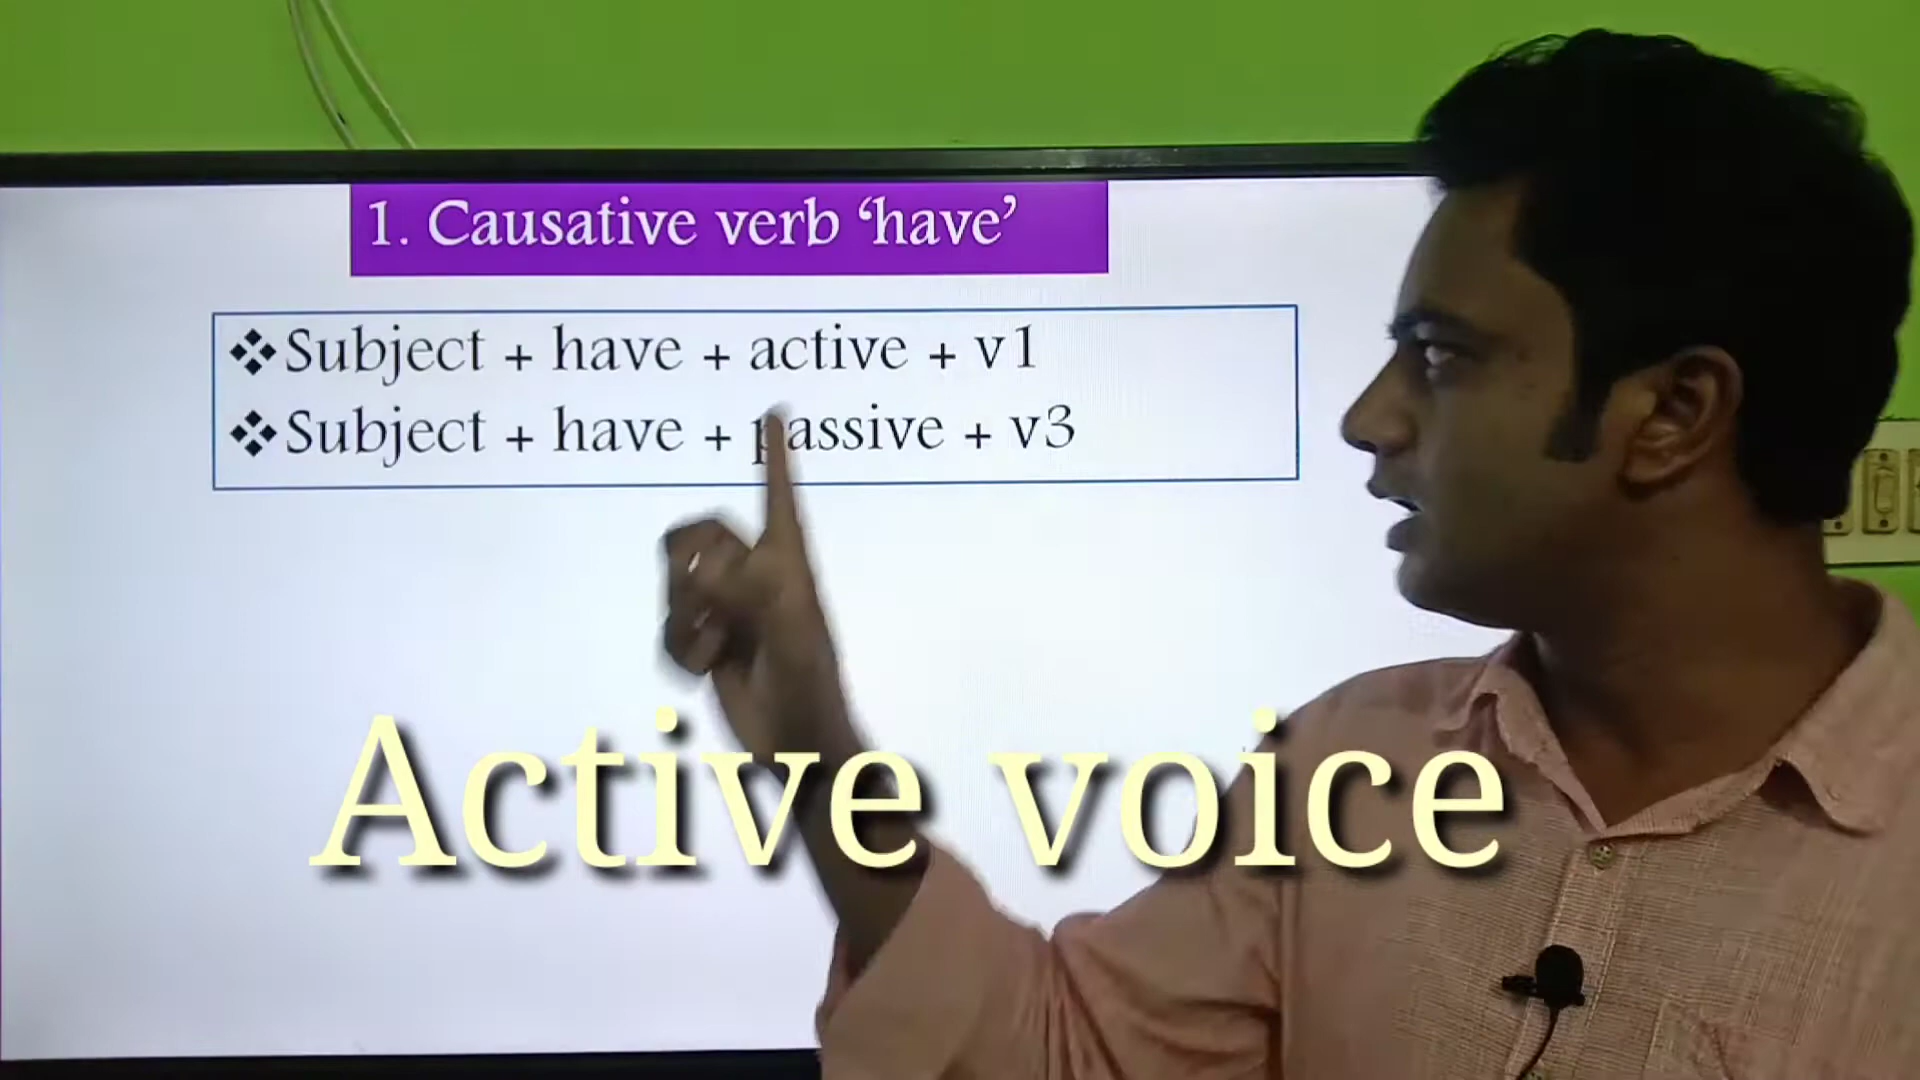 1. Causative verb ‘have’
❖Subject + have + active + v1
❖Subject + have + passive + v3
Active voice